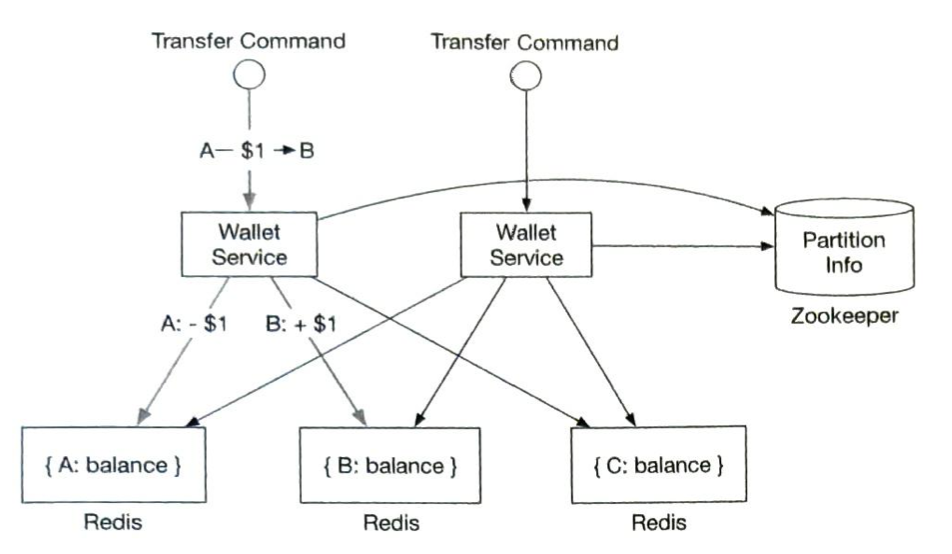 Transfer Command
Transfer Command
A— $1 → B
Wallet
Service
Wallet
Service
Partition
Info
Zookeeper
A: - $1
B: + $1
{ A: balance }
{ B: balance }
{ C: balance }
Redis
Redis
Redis